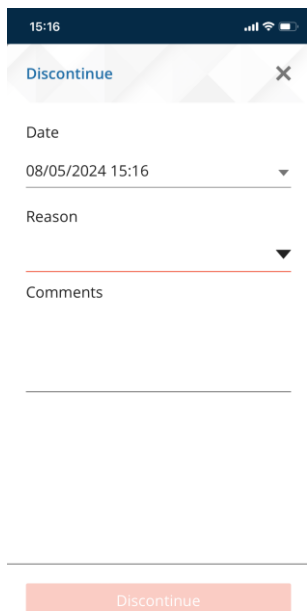 15:16
Discontinue
Date
08/05/2024 15:16
Reason
Comments
Discontinue